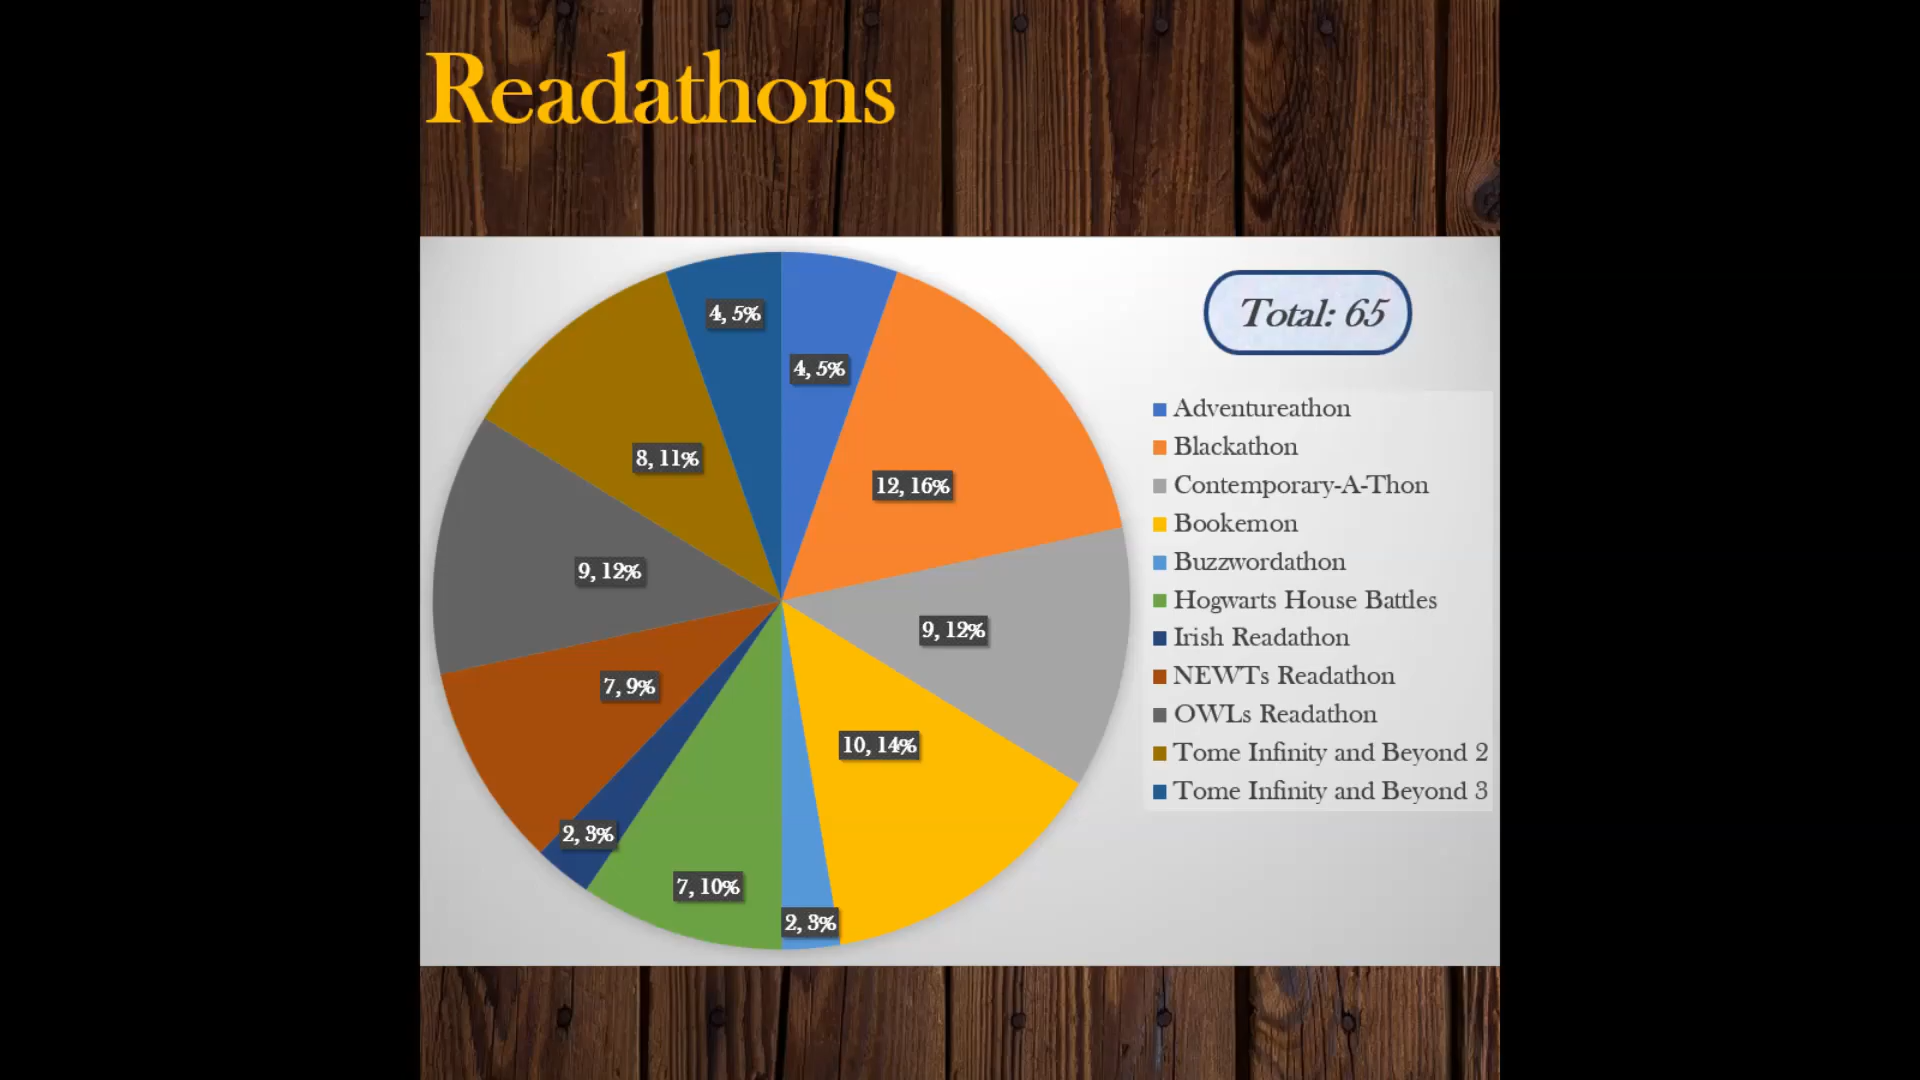 Readathons
Total: 65
4, 5%
4, 5%
12, 16%
8, 11%
9, 12%
9, 12%
7, 9%
10, 14%
2, 3%
7, 10%
2, 3%
Adventureathon
Blackathon
Contemporary-A-Thon
Bookemon
Buzzwordathon
Hogwarts House Battles
Irish Readathon
NEWTs Readathon
OWLs Readathon
Tome Infinity and Beyond 2
Tome Infinity and Beyond 3